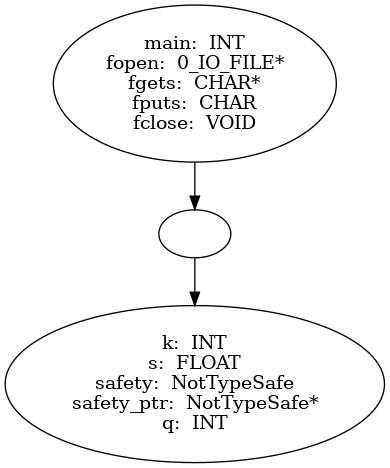 main:  INT
fopen:  0_IO_FILE*
fgets:  CHAR*
fputs:  CHAR
fclose:  VOID
k:  INT
s:  FLOAT
safety:  NotTypeSafe
safety_ptr:  NotTypeSafe*
q:  INT